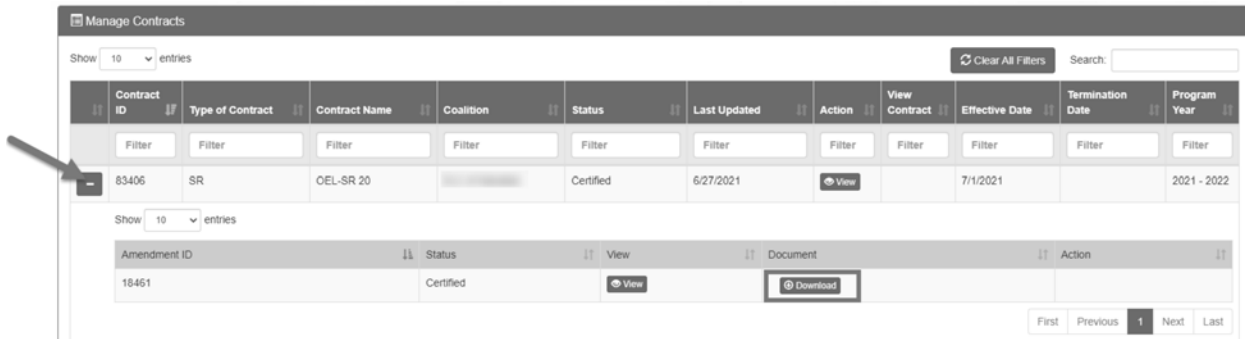 Manage Contracts
Show 10 entries Clear All Filters Search:
Contract ID Type of Contract Contract Name Coalition Status Last Updated Action View Contract Effective Date Termination Date Program Year
Filter Filter Filter Filter Filter Filter Filter Filter Filter Filter Filter
83406 SR OEL-SR 20 Certified 6/27/2021 View 7/1/2021 2021 - 2022
Show 10 entries
Amendment ID Status View Document Action
18461 Certified View Download
First Previous 1 Next Last